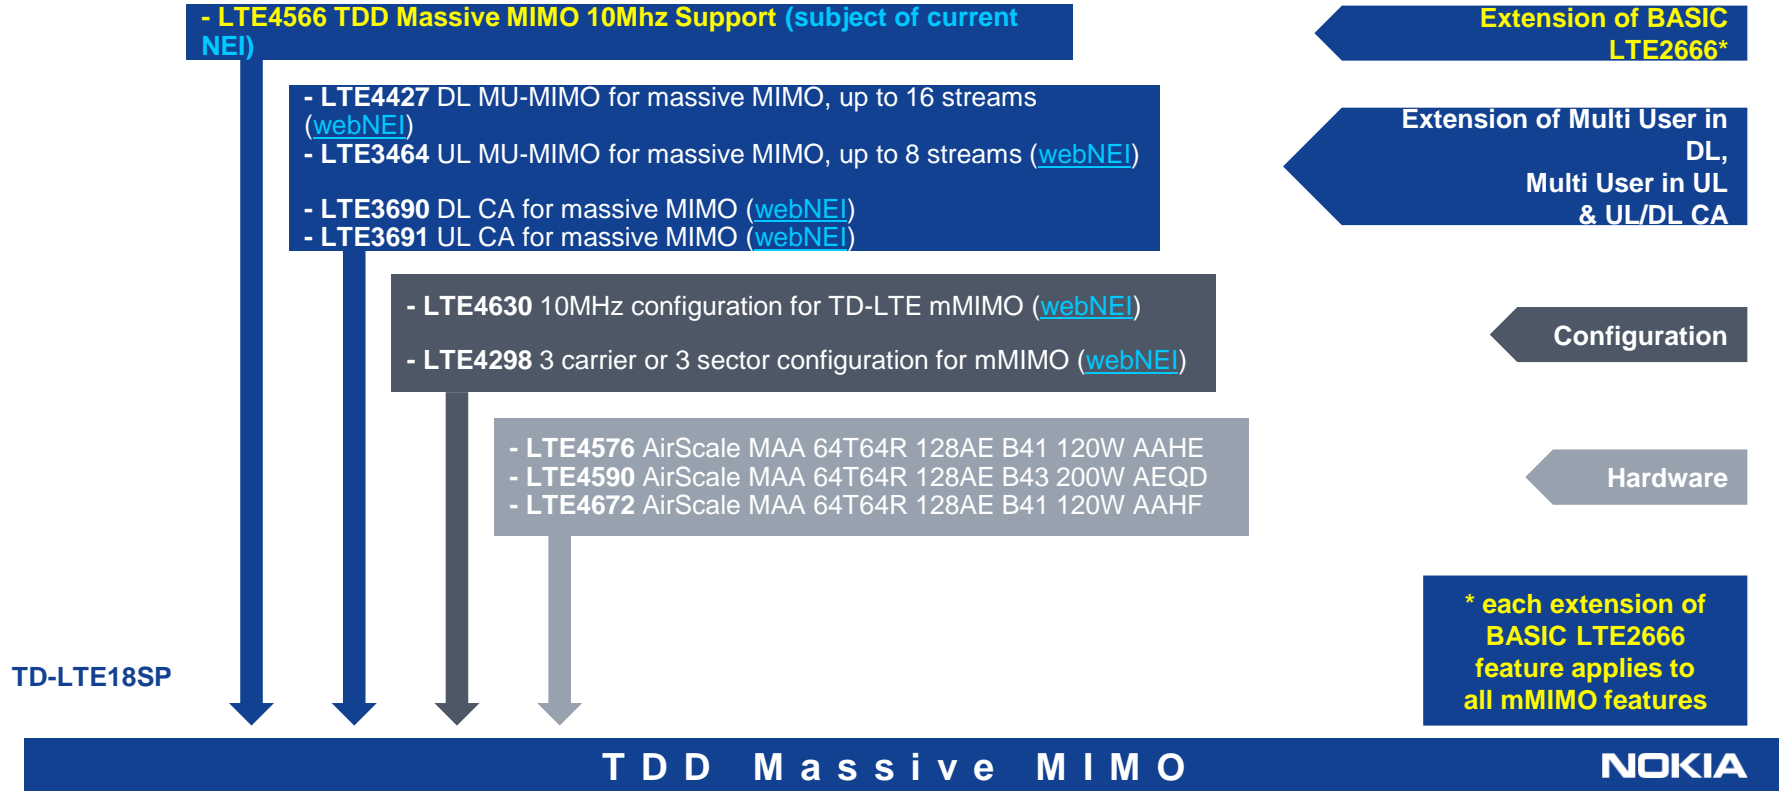 - LTE4566 TDD Massive MIMO 10Mhz Support (subject of current
NEI)
Extension of BASIC
LTE2666*
- LTE4427 DL MU-MIMO for massive MIMO, up to 16 streams
(webNEI)
- LTE3464 UL MU-MIMO for massive MIMO, up to 8 streams (webNEI)
- LTE3690 DL CA for massive MIMO (webNEI)
- LTE3691 UL CA for massive MIMO (webNEI)
Extension of Multi User in
DL,
Multi User in UL
& UL/DL CA
- LTE4630 10MHz configuration for TD-LTE mMIMO (webNEI)
- LTE4298 3 carrier or 3 sector configuration for mMIMO (webNEI)
Configuration
- LTE4576 AirScale MAA 64T64R 128AE B41 120W AAHE
- LTE4590 AirScale MAA 64T64R 128AE B43 200W AEQD
- LTE4672 AirScale MAA 64T64R 128AE B41 120W AAHF
Hardware
* each extension of
BASIC LTE2666
feature applies to
all mMIMO features
TD-LTE18SP
TDD Massive MIMO
NOKIA